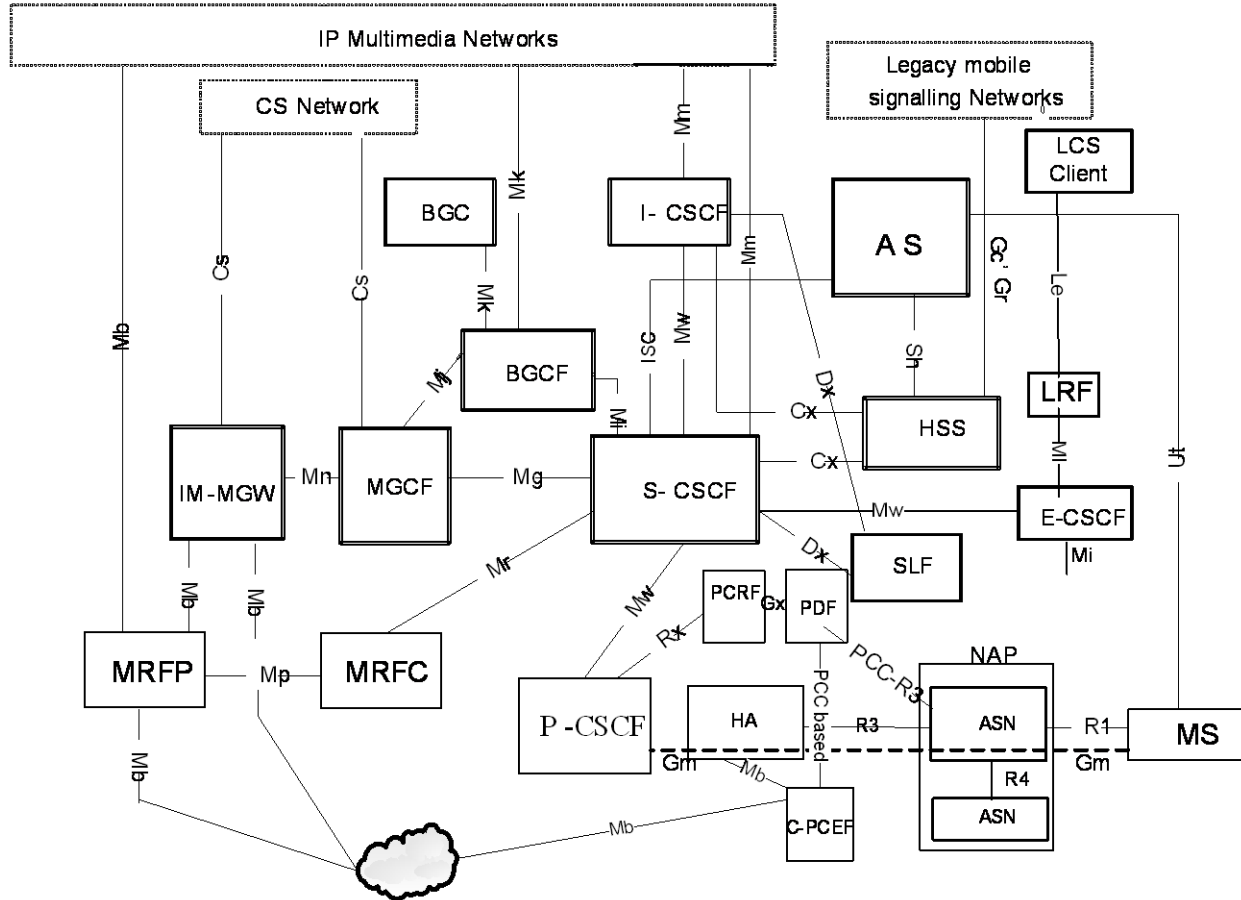 IP Multimedia Networks
Legacy mobile
signalling Networks
CS Network
LCS
Client
Mm
BGC
Mk
I- CSCF
A S
Mm
Gc' Gr
Cs
Cs
Mk
Le
Mb
Mw
ISC
Sh
BGCF
Mj
Mi
Dx
LRF
Cx
HSS
Ut
IM-MGW
Mn
MGCF
Mg
S- CSCF
Cx
Ml
Mw
E-CSCF
Mi
Mr
Dx
SLF
Mb
Mb
Mw
PCRF
Gx
PDF
Rx
PCC-R3
NAP
MRFP
Mp
MRFC
PCC based
P -CSCF
HA
R3
ASN
R1
MS
Gm
Gm
Mb
Mb
R4
C-PCEF
ASN
Mb